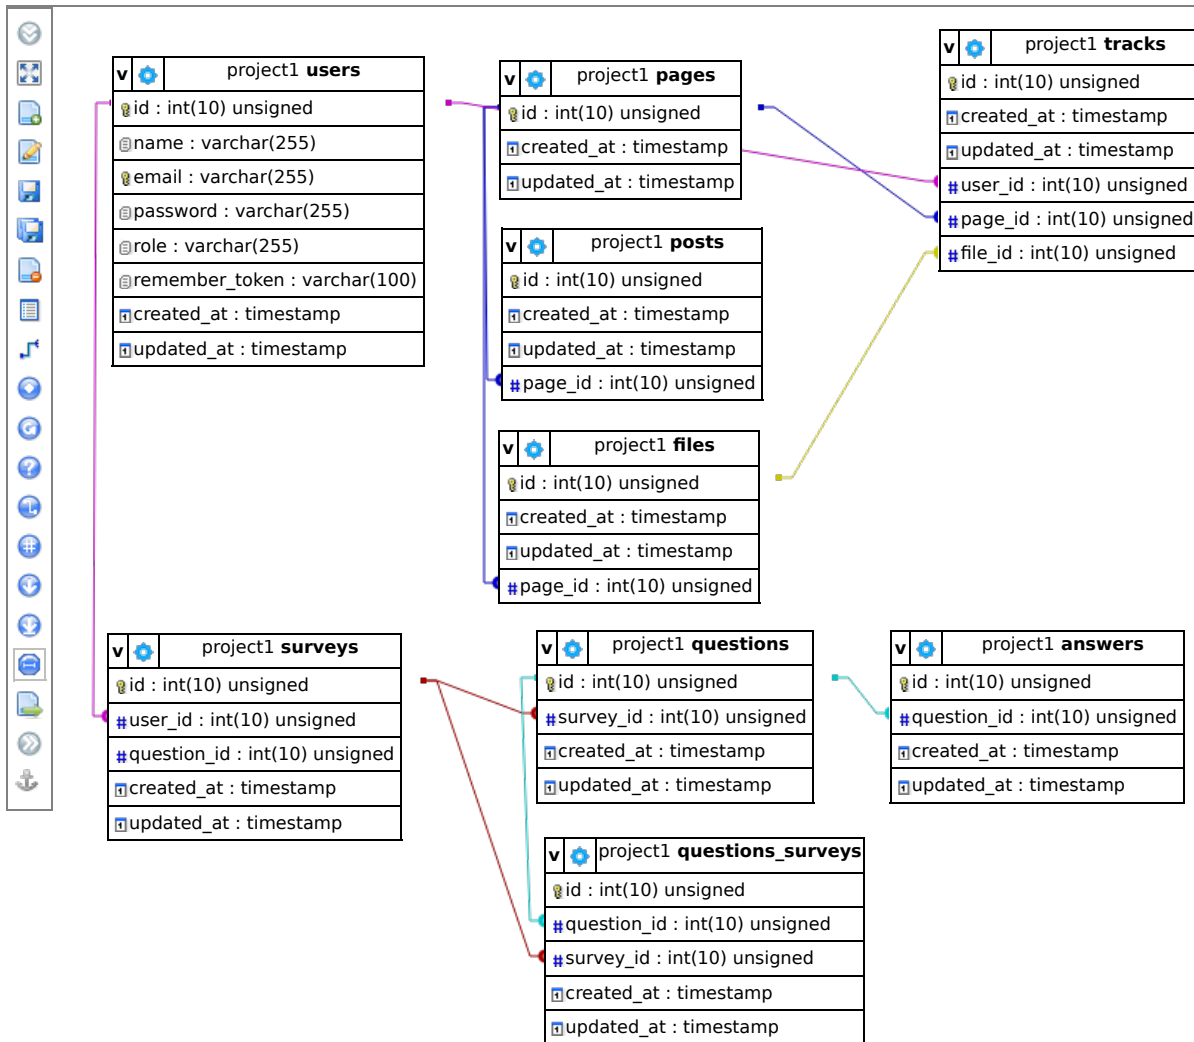 v project1 users
id : int(10) unsigned
name : varchar(255)
email : varchar(255)
password : varchar(255)
role : varchar(255)
remember_token : varchar(100)
created_at : timestamp
updated_at : timestamp
v project1 pages
id : int(10) unsigned
created_at : timestamp
updated_at : timestamp
v project1 tracks
id : int(10) unsigned
created_at : timestamp
updated_at : timestamp
#user_id : int(10) unsigned
#page_id : int(10) unsigned
#file_id : int(10) unsigned
v project1 posts
id : int(10) unsigned
created_at : timestamp
updated_at : timestamp
#page_id : int(10) unsigned
v project1 files
id : int(10) unsigned
created_at : timestamp
updated_at : timestamp
#page_id : int(10) unsigned
v project1 surveys
id : int(10) unsigned
#user_id : int(10) unsigned
#question_id : int(10) unsigned
created_at : timestamp
updated_at : timestamp
v project1 questions
id : int(10) unsigned
#survey_id : int(10) unsigned
created_at : timestamp
updated_at : timestamp
v project1 answers
id : int(10) unsigned
#question_id : int(10) unsigned
created_at : timestamp
updated_at : timestamp
v project1 questions_surveys
id : int(10) unsigned
#question_id : int(10) unsigned
#survey_id : int(10) unsigned
created_at : timestamp
updated_at : timestamp